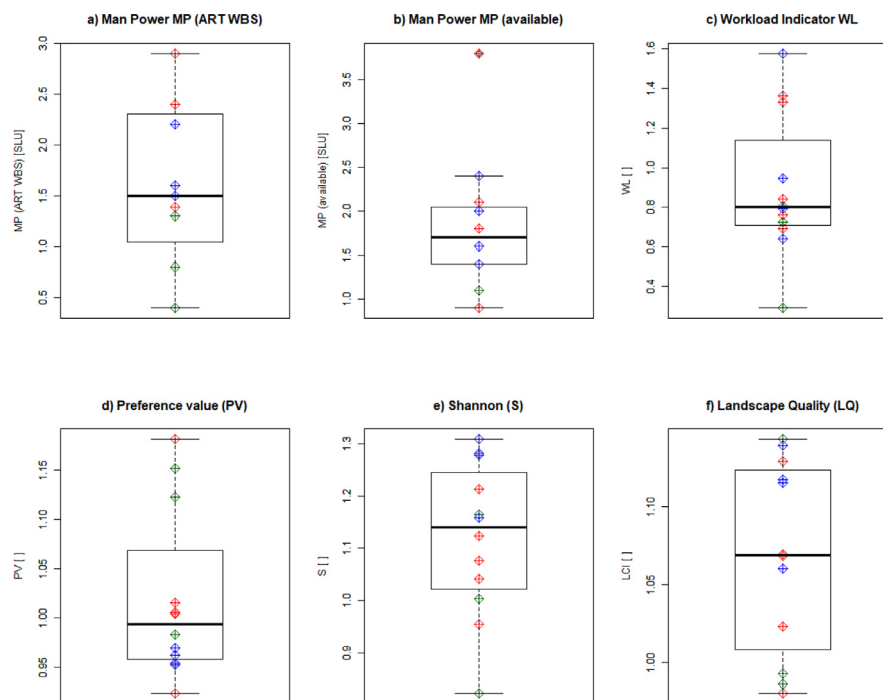 a) Man Power MP (ART WBS)
b) Man Power MP (available)
c) Workload Indicator WL
MP (ART WBS) [SLU]
3.0
2.5
2.0
1.5
1.0
0.5
MP (available) [SLU]
3.5
3.0
2.5
2.0
1.5
1.0
WL [ ]
1.6
1.4
1.2
1.0
0.8
0.6
0.4
d) Preference value (PV)
e) Shannon (S)
f) Landscape Quality (LQ)
PV [ ]
1.15
1.10
1.05
1.00
0.95
S [ ]
1.3
1.2
1.1
1.0
0.9
LCI [ ]
1.10
1.05
1.00